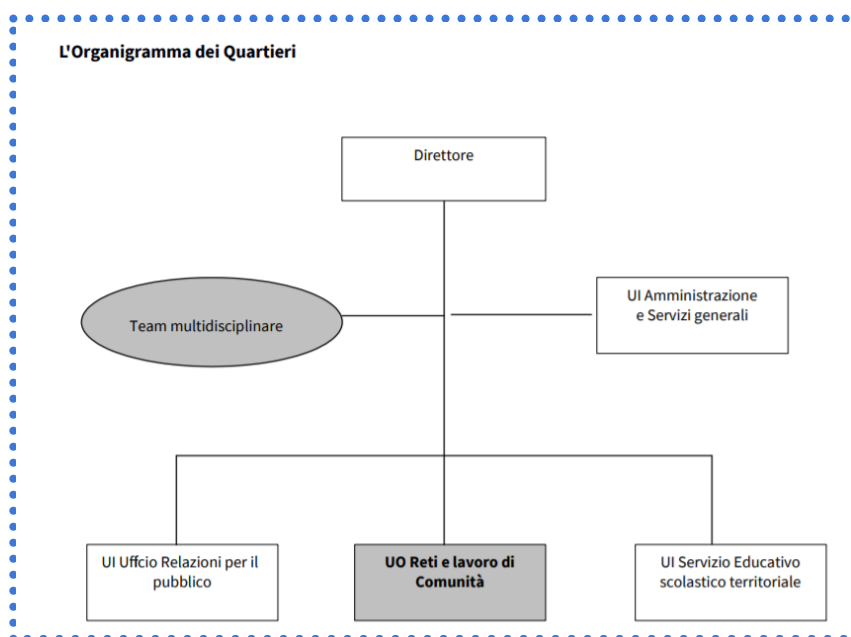 L'Organigramma dei Quartieri
Direttore
UI Amministrazione
e Servizi generali
Team multidisciplinare
UI Uffcio Relazioni per il
pubblico
UO Reti e lavoro di
Comunità
UI Servizio Educativo
scolastico territoriale